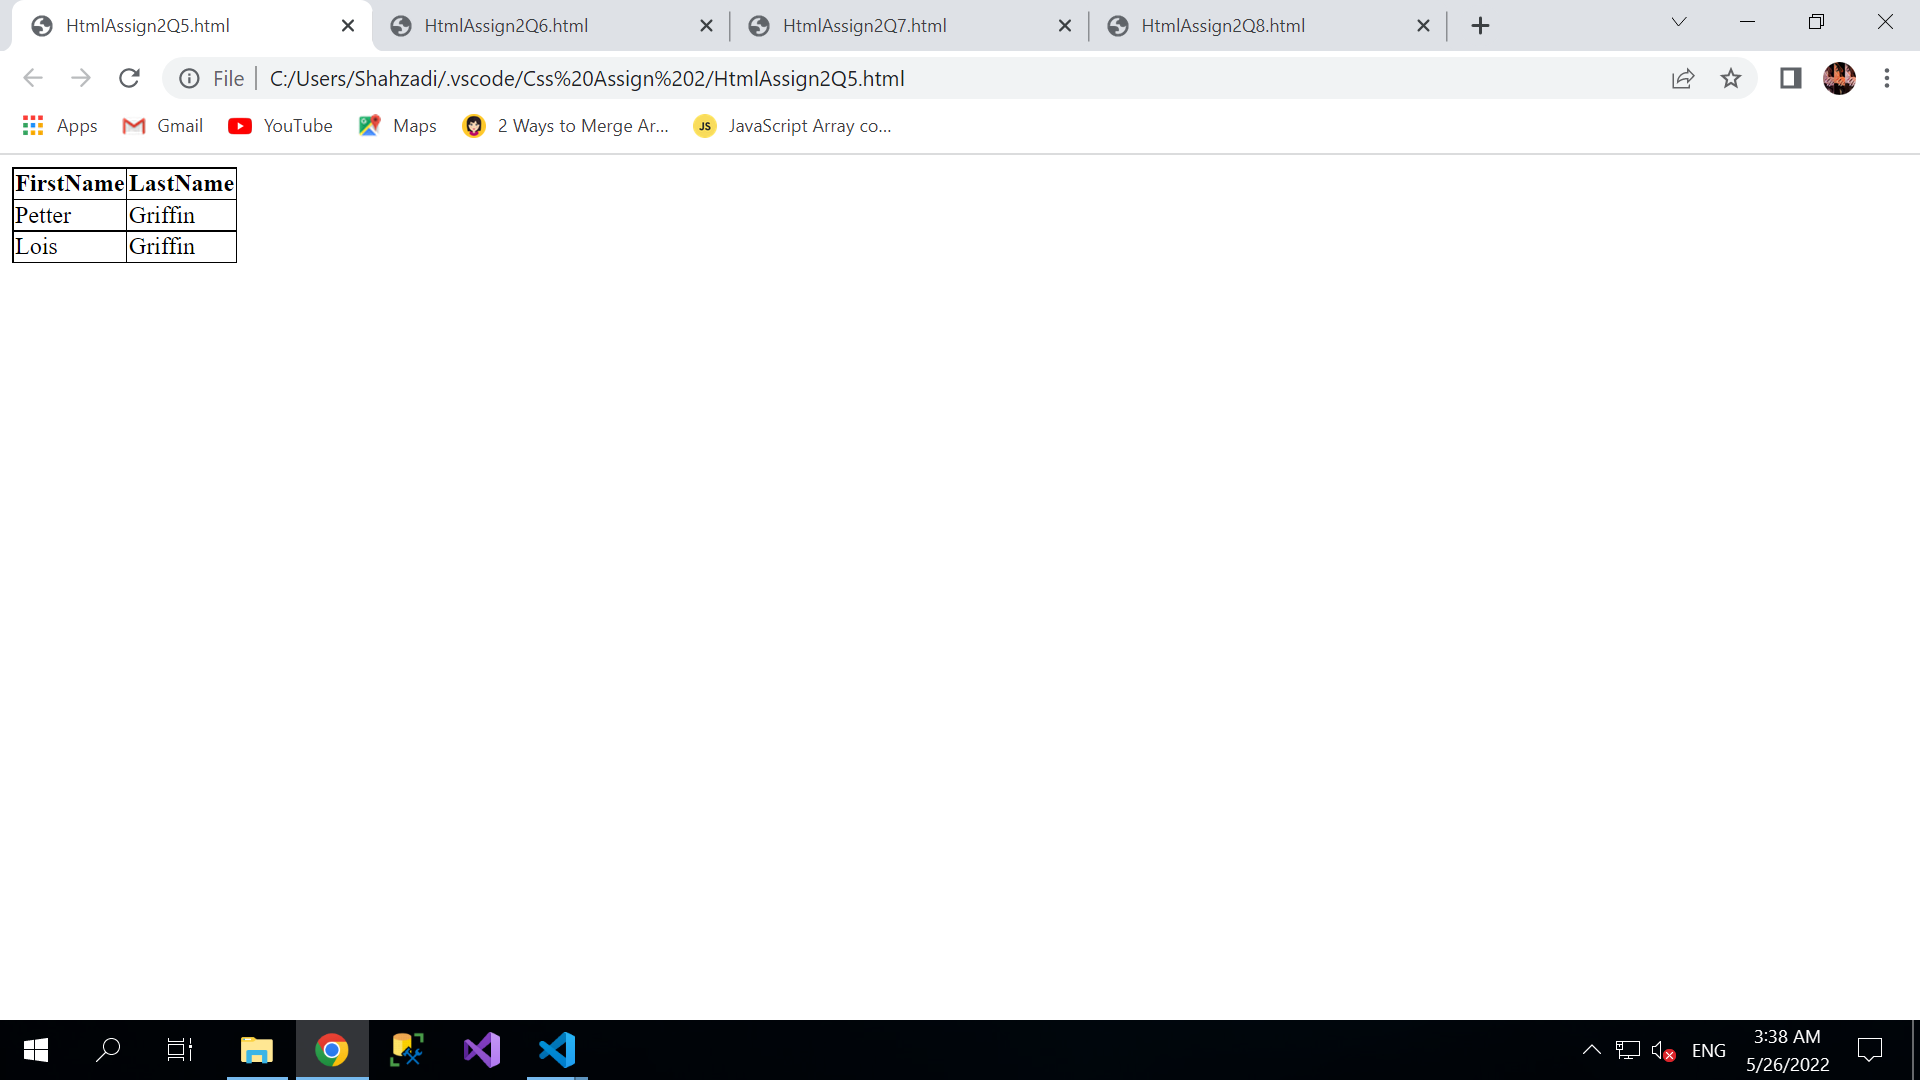 HtmlAssign2Q5.html HtmlAssign2Q6.html HtmlAssign2Q7.html HtmlAssign2Q8.html
File C:/Users/Shahzadi/.vscode/Css%20Assign%202/HtmlAssign2Q5.html
Apps Gmail YouTube Maps 2 Ways to Merge Ar... JS JavaScript Array co...
FirstName LastName
Petter Griffin
Lois Griffin
ENG 3:38 AM
5/26/2022